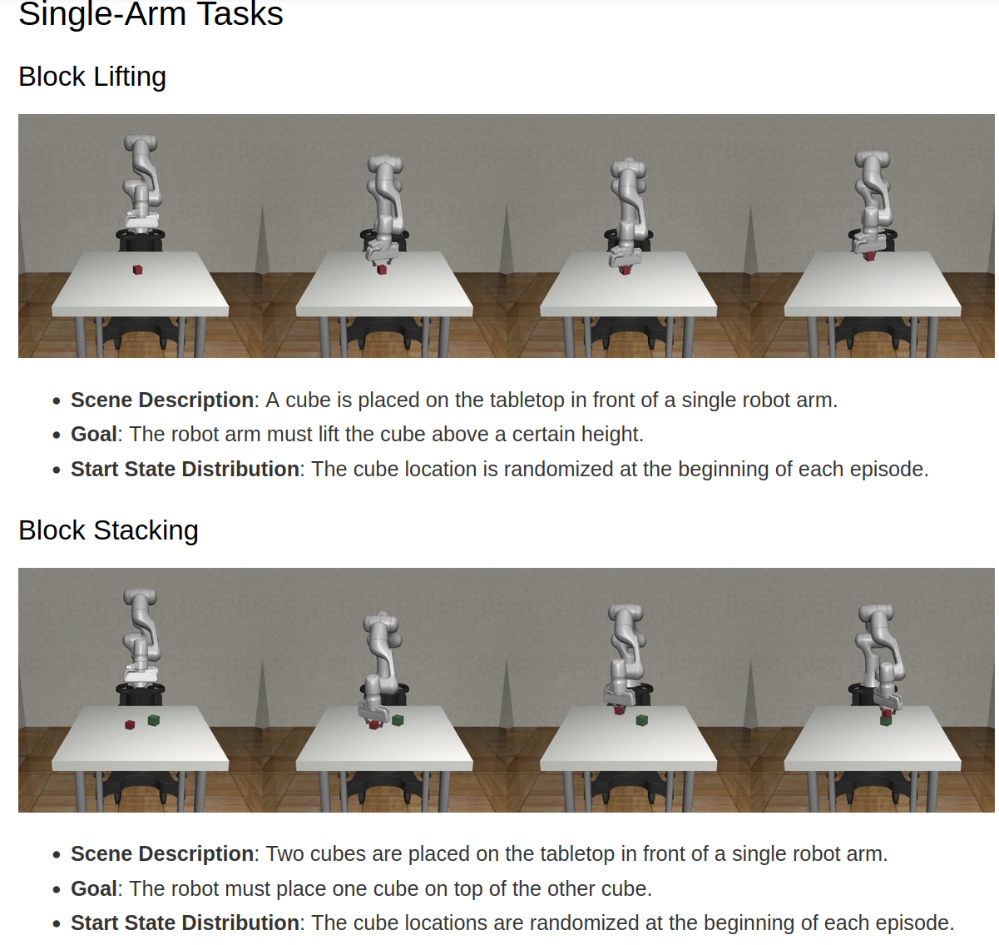 Single-Arm Tasks
Block Lifting
Scene Description: A cube is placed on the tabletop in front of a single robot arm.
Goal: The robot arm must lift the cube above a certain height.
Start State Distribution: The cube location is randomized at the beginning of each episode.
Block Stacking
Scene Description: Two cubes are placed on the tabletop in front of a single robot arm.
Goal: The robot must place one cube on top of the other cube.
Start State Distribution: The cube locations are randomized at the beginning of each episode.